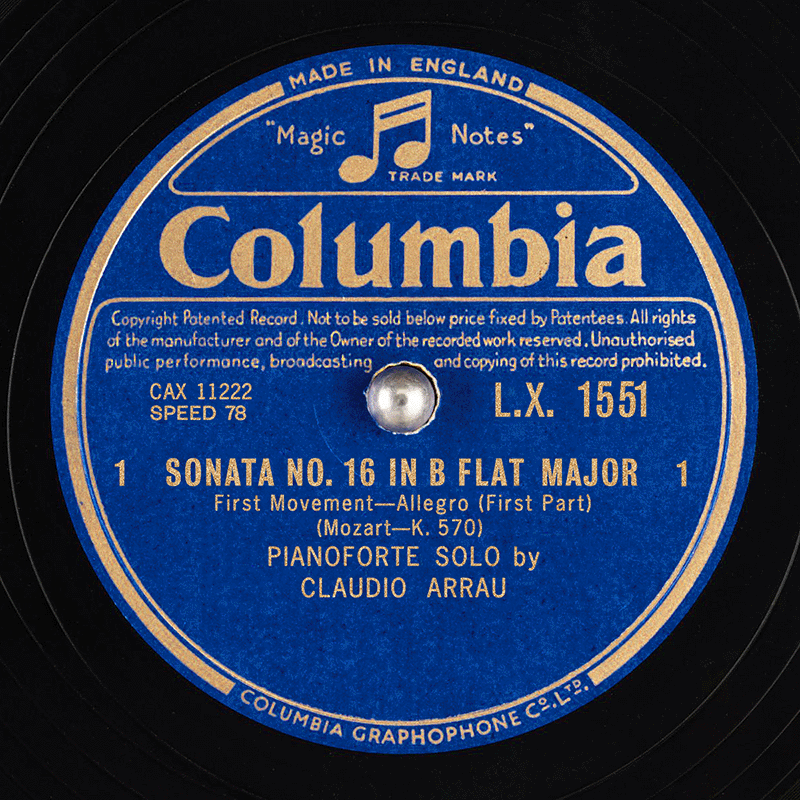 MADE IN ENGLAND
"Magic Notes"
TRADE MARK
Columbia
Copyright Patented Record. Not to be sold below price fixed by Patentees. All rights
of the manufacturer and of the Owner of the recorded work reserved. Unauthorised
public performance, broadcasting and copying of this record prohibited.
CAX 11222
SPEED 78
L.X. 1551
1 SONATA NO. 16 IN B FLAT MAJOR 1
First Movement—Allegro (First Part)
(Mozart—K. 570)
PIANOFORTE SOLO by
CLAUDIO ARRAU
COLUMBIA GRAPHOPHONE Co. LTD.